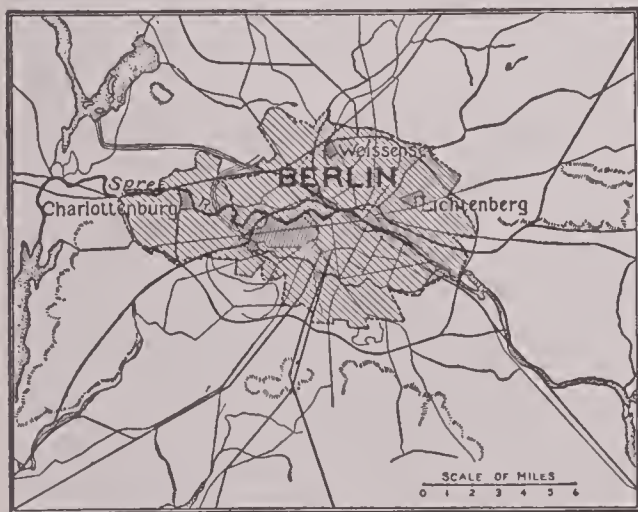 Weissensee
BERLIN
Spree
R.
Charlottenburg
Lichtenberg
SCALE OF MILES
0 1 2 3 4 5 6